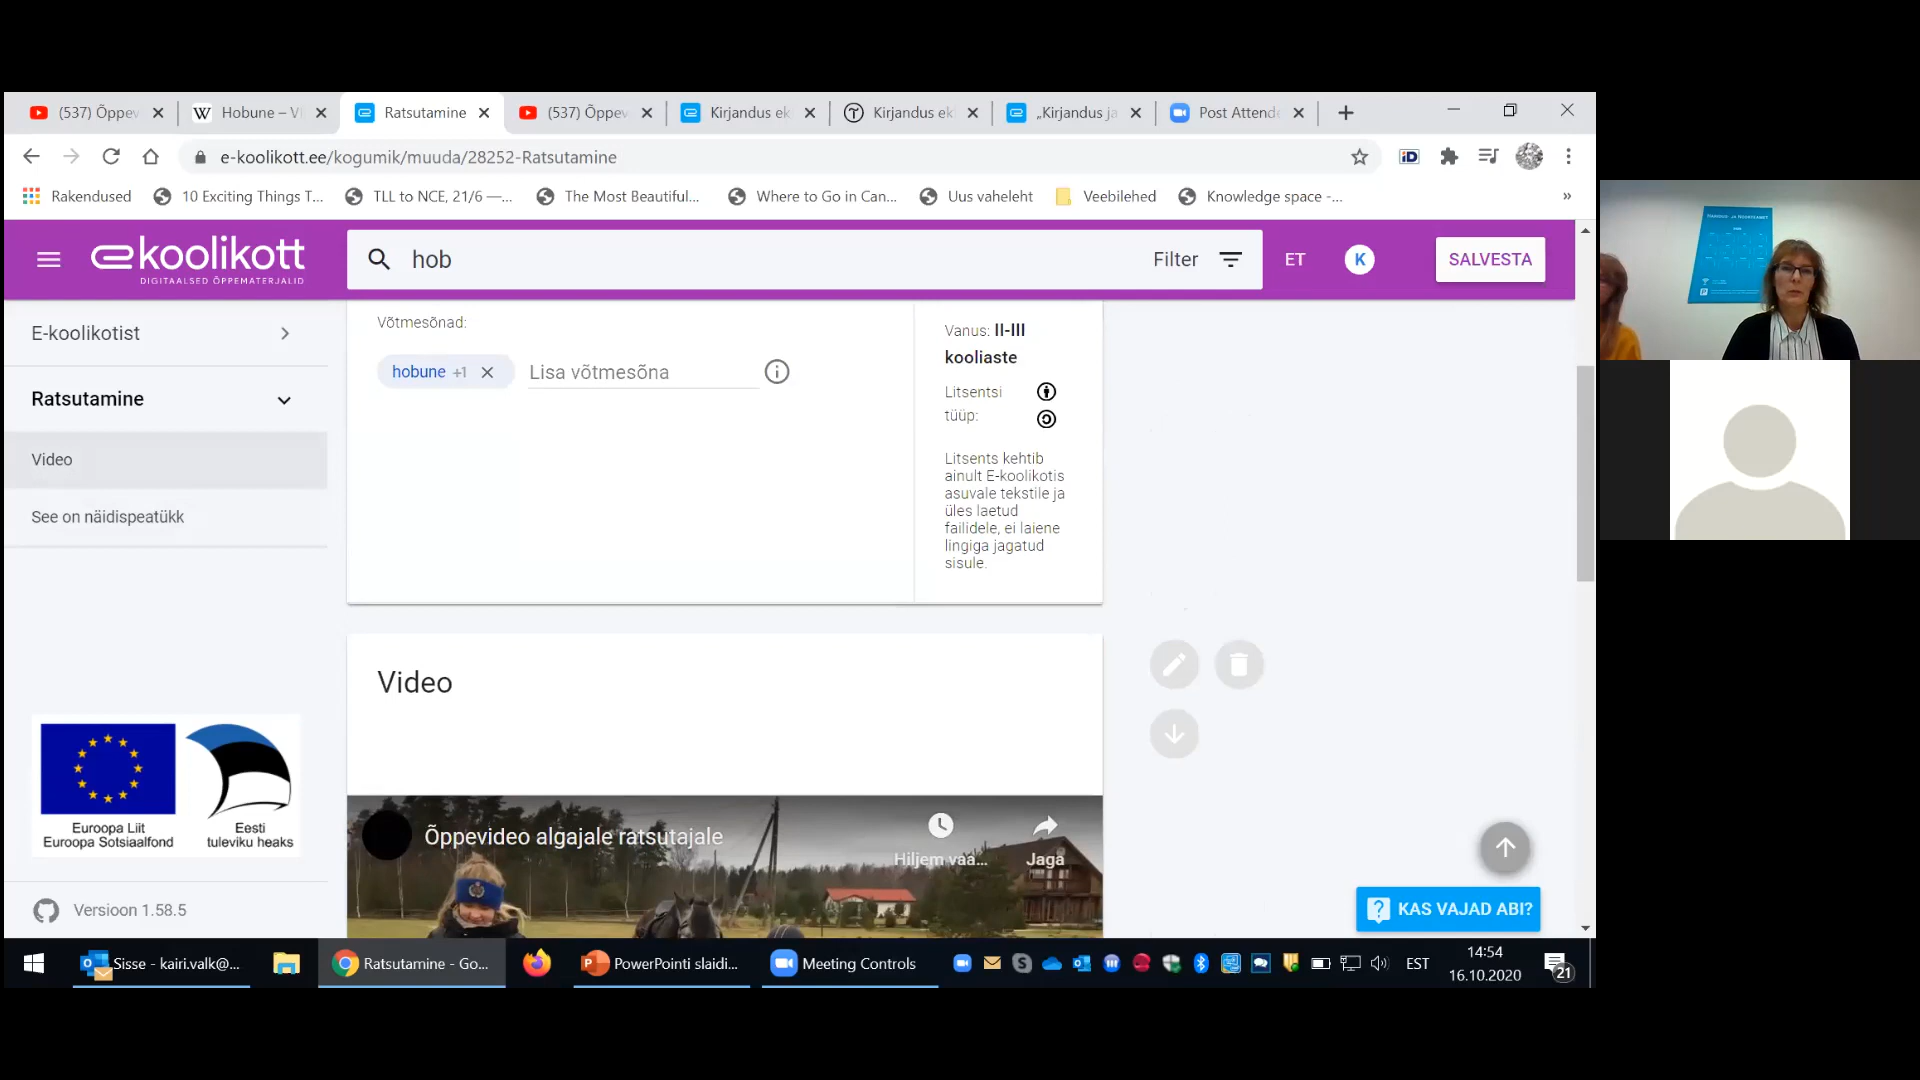 (537) Õppev
Hobune – Vi
Ratsutamine
(537) Õppev
Kirjandus ek
Kirjandus ek
„Kirjandus ja
Post Attende
e-koolikott.ee/kogumik/muuda/28252-Ratsutamine
iD
Rakendused
10 Exciting Things T...
TLL to NCE, 21/6 —...
The Most Beautiful...
Where to Go in Can...
Uus vaheleht
Veebilehed
Knowledge space -...
»
ekoolikott
DIGITAALSED ÕPPEMATERJALID
hob
Filter
ET
K
SALVESTA
E-koolikotist
Ratsutamine
Video
See on näidispeatükk
Võtmesõnad:
hobune +1
Lisa võtmesõna
Vanus: II-III
kooliaste
Litsentsi
tüüp:
Litsents kehtib
ainult E-koolikotis
asuvale tekstile ja
üles laetud
failidele, ei laiene
lingiga jagatud
sisule.
Video
Õppevideo algajale ratsutajale
Hiljem vaa...
Jaga
Euroopa Liit
Euroopa Sotsiaalfond
Eesti
tuleviku heaks
Versioon 1.58.5
KAS VAJAD ABI?
Sisse - kairi.valk@...
Ratsutamine - Go...
PowerPointi slaidi...
Meeting Controls
EST
14:54
16.10.2020
21